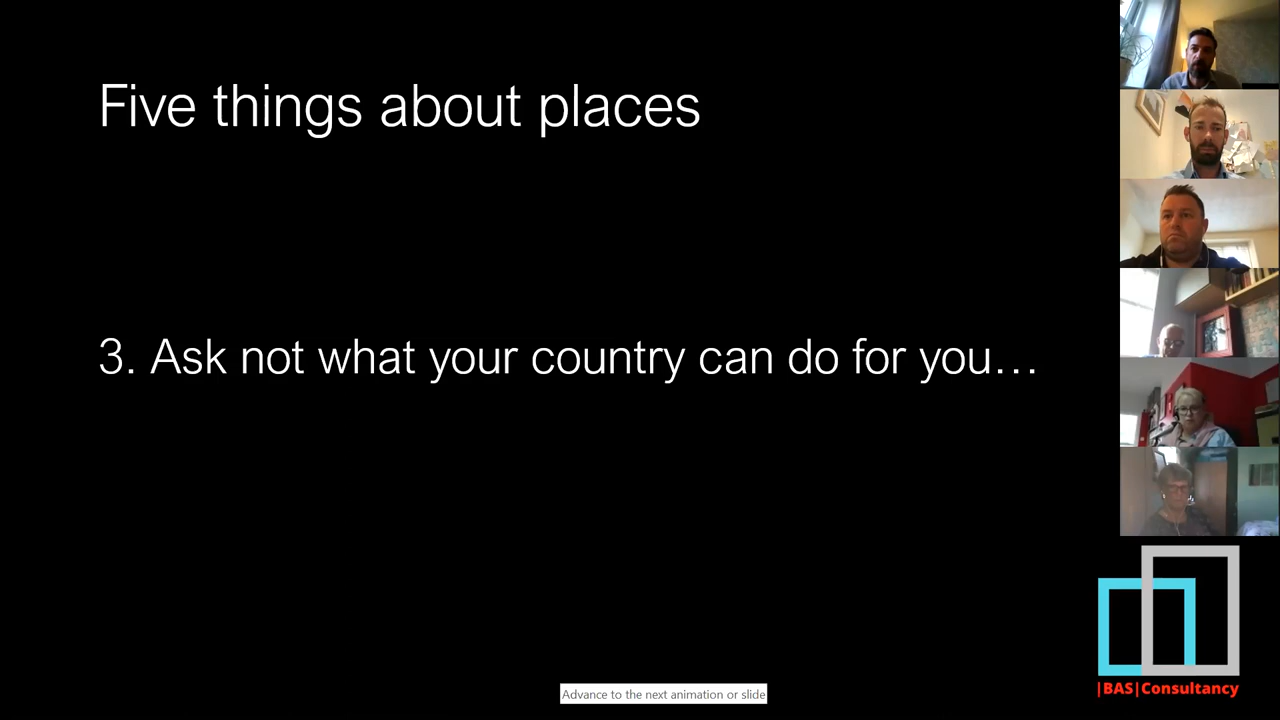 Five things about places
3. Ask not what your country can do for you…
|BAS|Consultancy
Advance to the next animation or slide